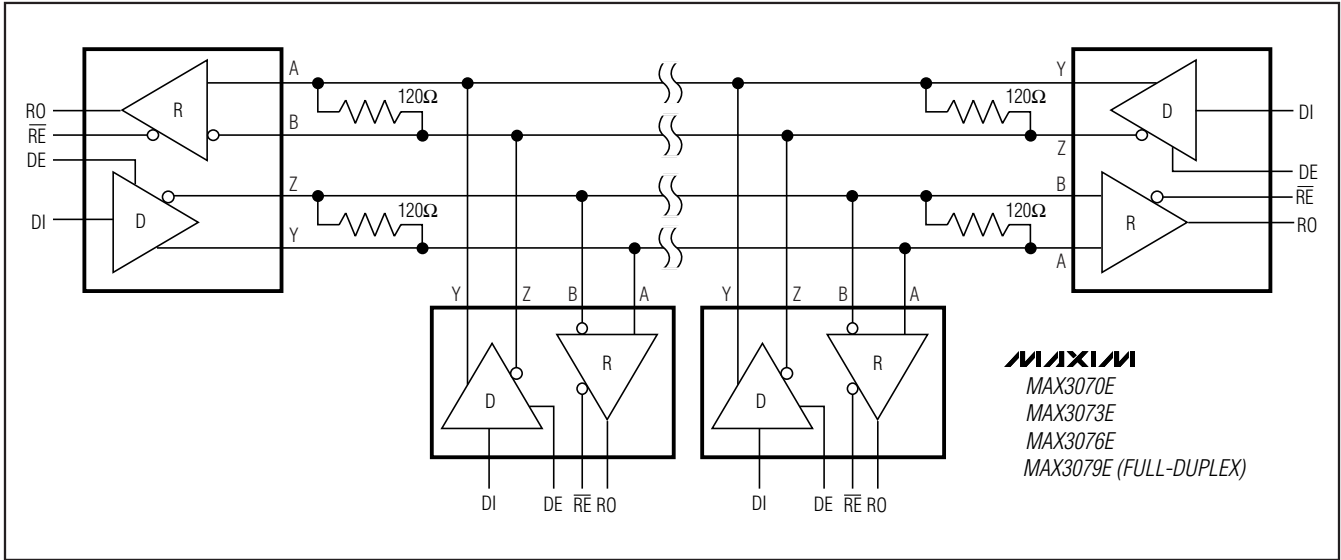 A
120Ω
B
R
RO
RE
DE
Z
DI
D
120Ω
Y
Y
120Ω
D
DI
Z
DE
B
RE
120Ω
R
RO
A
Y Z B A
R
D
DI DE RE RO
Y Z B A
R
D
DI DE RE RO
MAXIM
MAX3070E
MAX3073E
MAX3076E
MAX3079E (FULL-DUPLEX)